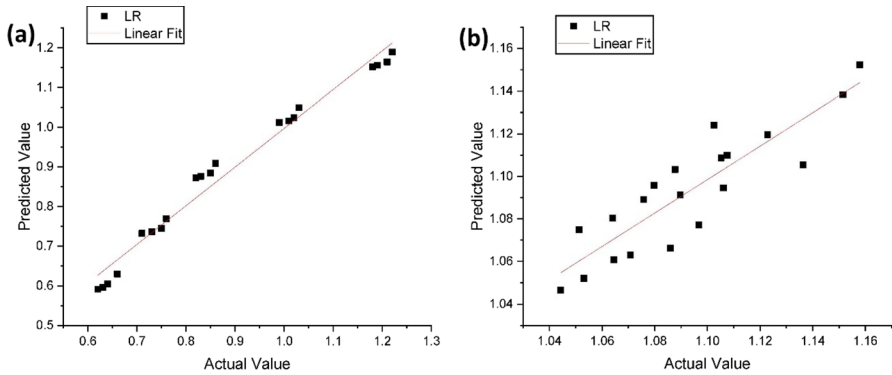 (a)
LR
Linear Fit
1.2
1.1
1.0
0.9
0.8
0.7
0.6
0.5
0.6 0.7 0.8 0.9 1.0 1.1 1.2 1.3
Predicted Value
Actual Value
(b)
LR
Linear Fit
1.16
1.14
1.12
1.10
1.08
1.06
1.04
1.04 1.06 1.08 1.10 1.12 1.14 1.16
Predicted Value
Actual Value